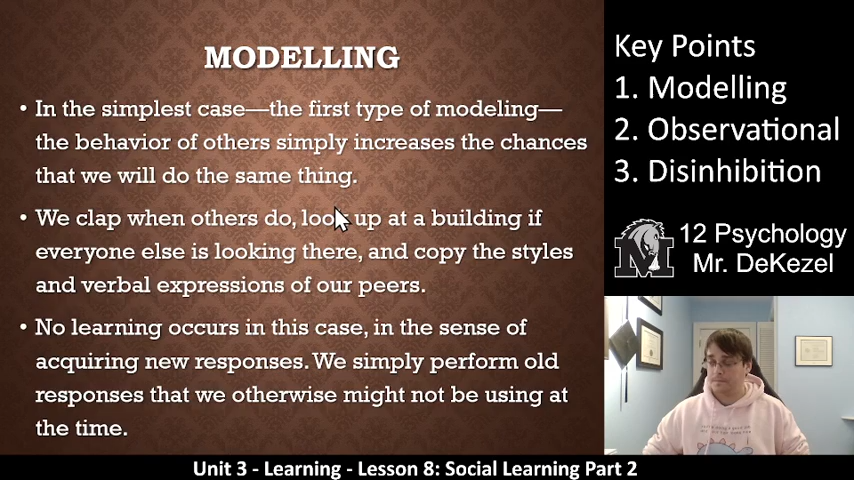 MODELLING
• In the simplest case—the first type of modeling—
the behavior of others simply increases the chances
that we will do the same thing.
• We clap when others do, look up at a building if
everyone else is looking there, and copy the styles
and verbal expressions of our peers.
• No learning occurs in this case, in the sense of
acquiring new responses. We simply perform old
responses that we otherwise might not be using at
the time.
Key Points
1. Modelling
2. Observational
3. Disinhibition
12 Psychology
Mr. DeKezel
Unit 3 - Learning - Lesson 8: Social Learning Part 2